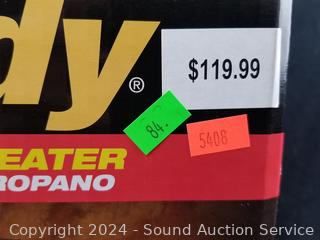 dy®
$119.99
84.
5408
EATER
ROPANO
Copyright 2024 - Sound Auction Service